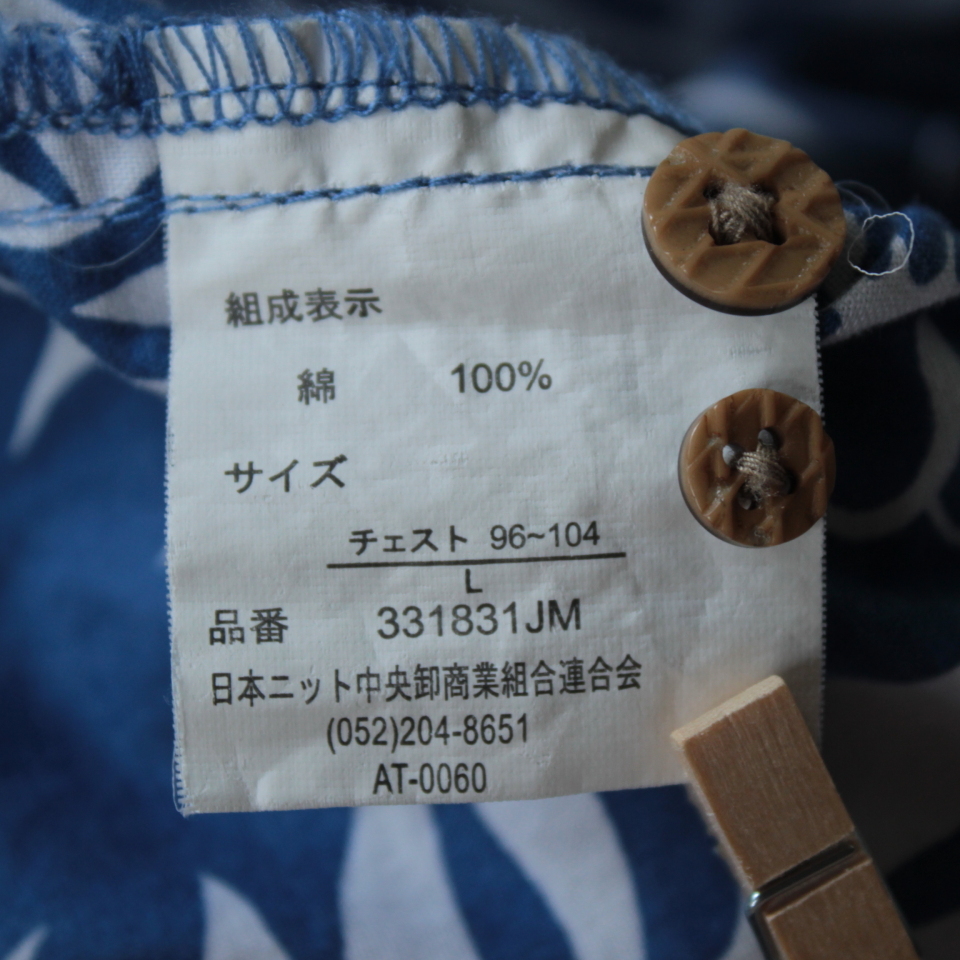 組成表示
綿 100%
サイズ
チェスト 96~104
L
品番 331831JM
日本ニット中央卸商業組合連合会
(052)204-8651
AT-0060